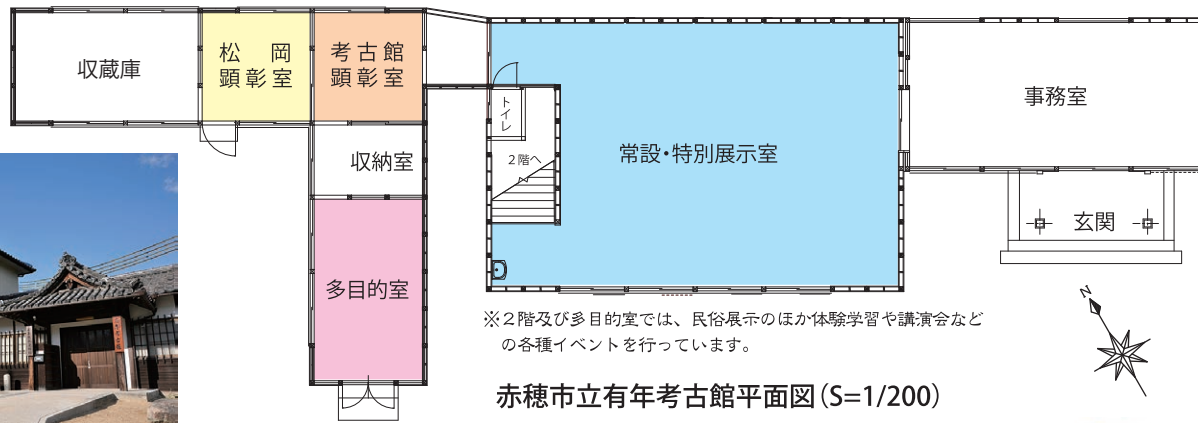 収蔵庫
松岡
顕彰室
考古館
顕彰室
トイレ
2階へ
収納室
常設・特別展示室
事務室
玄関
多目的室
N
※2階及び多目的室では、民俗展示のほか体験学習や講演会など
の各種イベントを行っています。
赤穂市立有年考古館平面図(S=1/200)